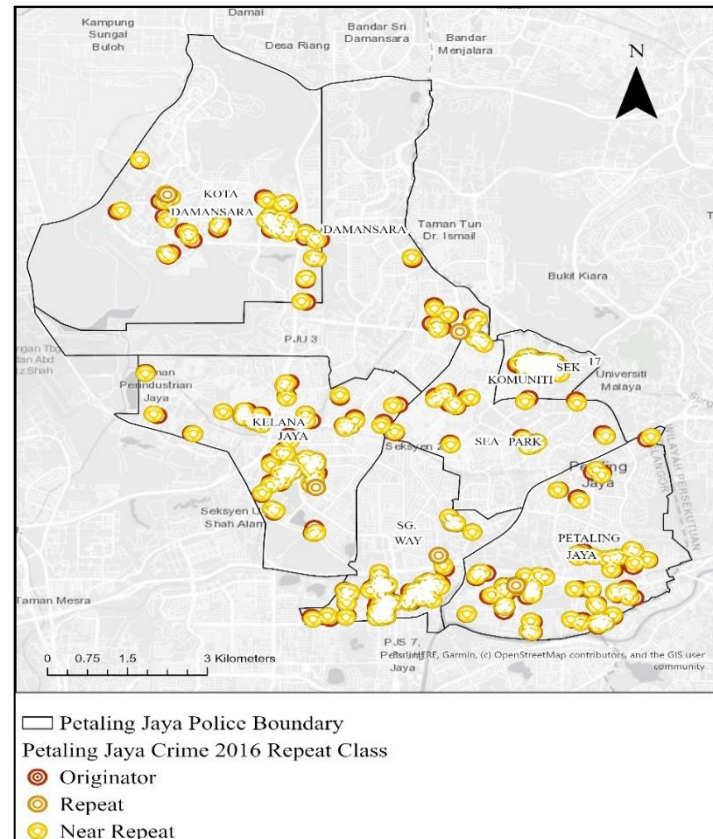 Kampung
Sungai
Buloh
Damai
Desa Riang
Bandar Sri
Damansara
Bandar
Menjalara
N
KOTA
DAMANSARA
DAMANSARA
Taman Tun
Dr. Ismail
Bukit Kiara
PJU 3
Perindustrian
Jaya
SEK 17
KOMUNITI
Universiti
Malaya
KELANA
JAYA
Seksyen 2
SEA PARK
Petaling
Jaya
WILAYAH PERSEKUTUAN
Seksyen U
Shah Alam
SG.
WAY
PETALING
JAYA
Taman Mesra
PJS 7,
Jaya
HERE, Garmin, (c) OpenStreetMap contributors, and the GIS user
community
0 0.75 1.5 3 Kilometers
Petaling Jaya Police Boundary
Petaling Jaya Crime 2016 Repeat Class
Originator
Repeat
Near Repeat